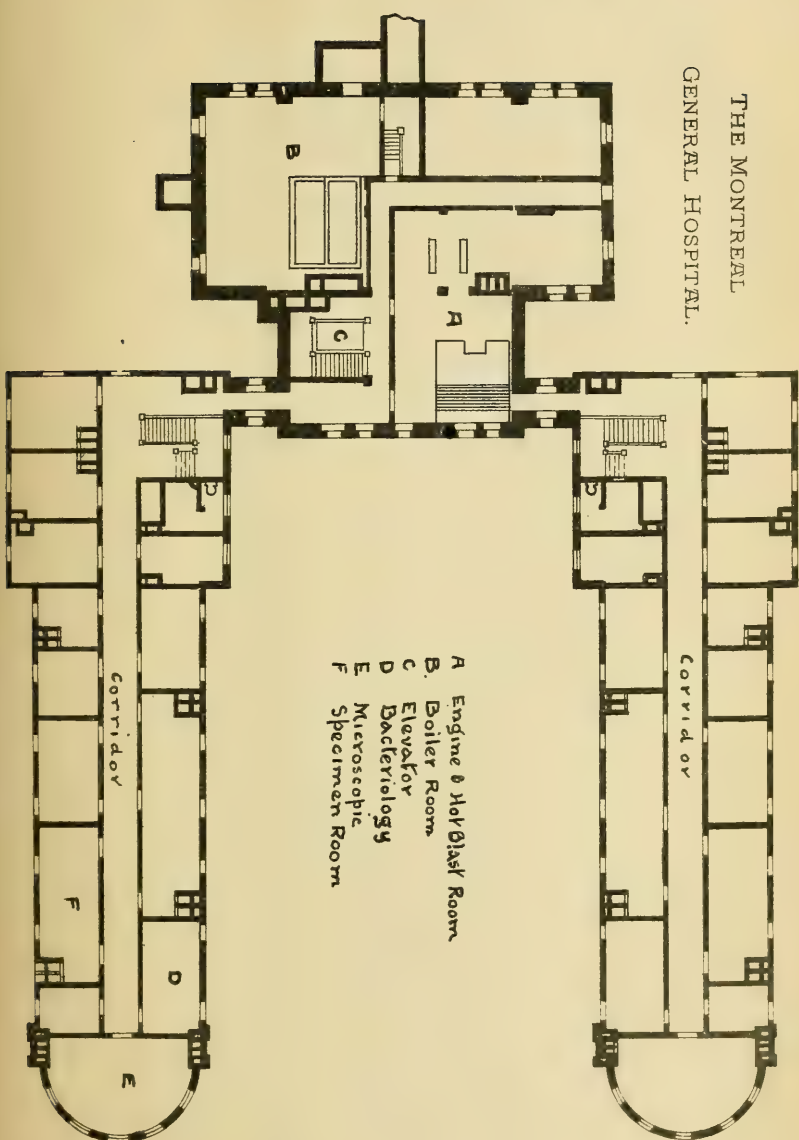 THE MONTREAL
GENERAL HOSPITAL.
B
A
C
Corridor
Corridor
A Engine & Hot Blast Room
B. Boiler Room
C Elevator
D Bacteriology
E Microscopic
F Specimen Room
F
D
E